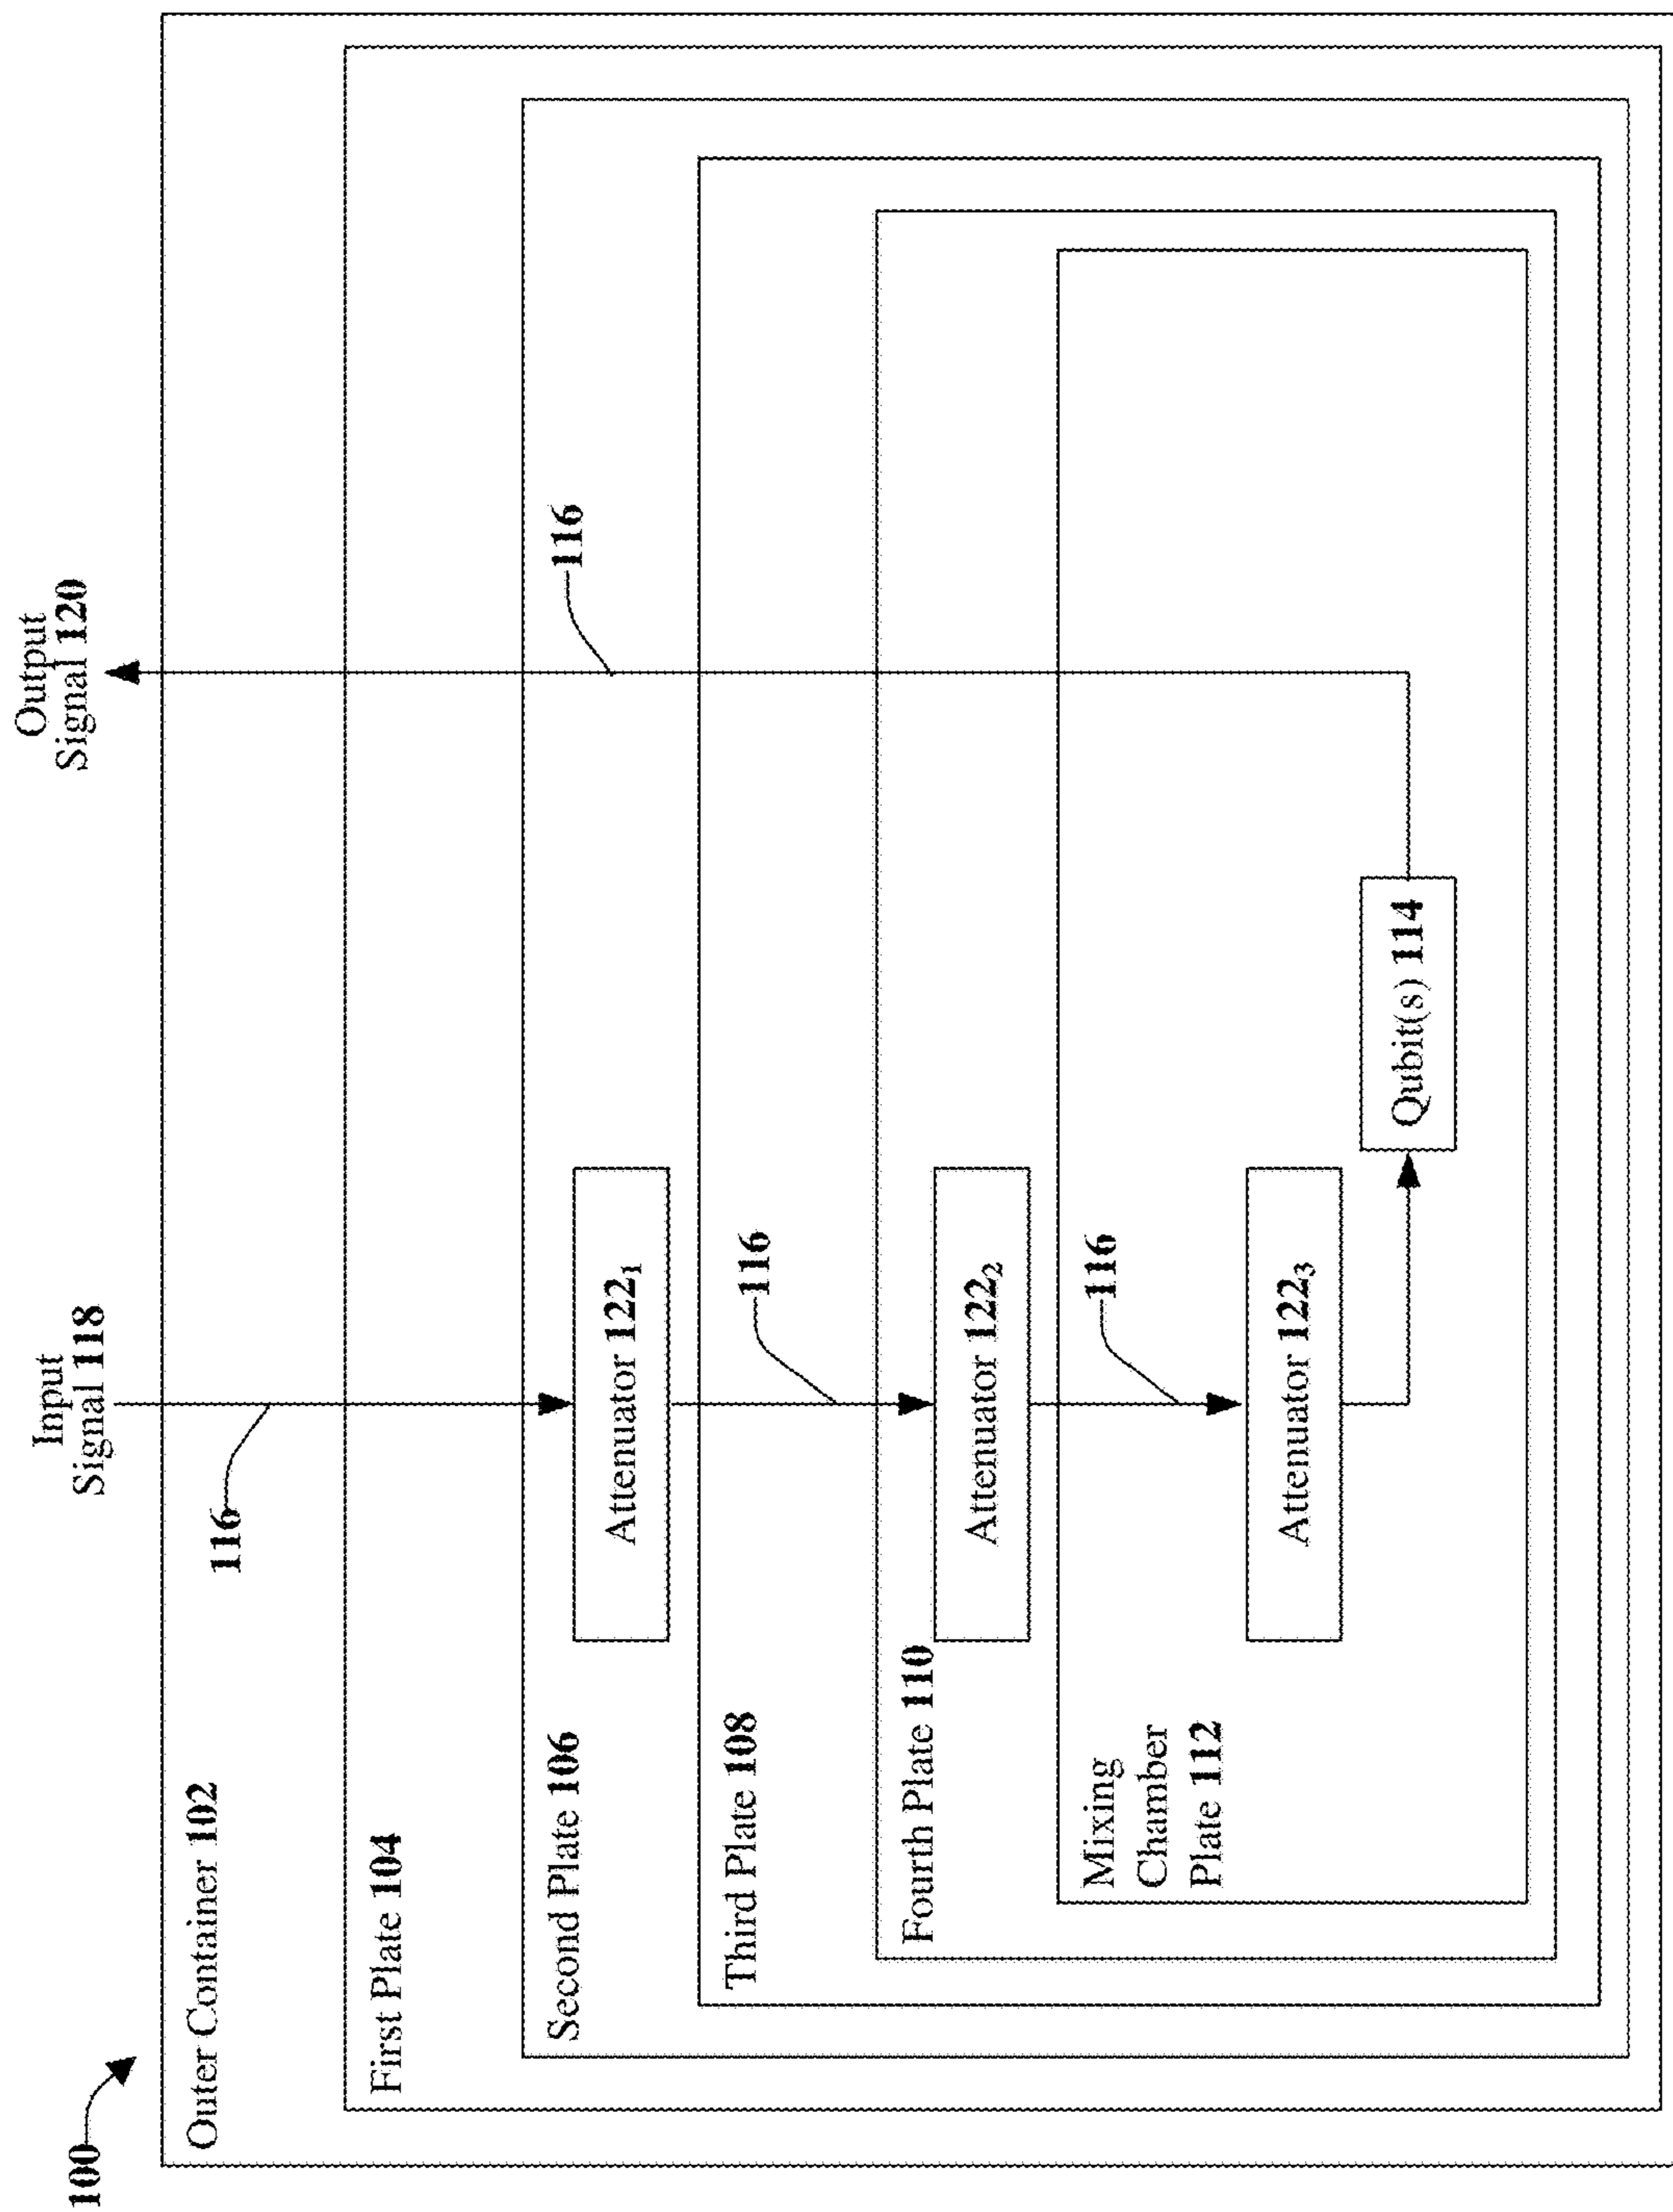 100
Input
Signal 118
Output
Signal 120
Outer Container 102
116
First Plate 104
Second Plate 106
116
Attenuator 122₁
Third Plate 108
116
Fourth Plate 110
Attenuator 122₂
Mixing
Chamber
Plate 112
116
Attenuator 122₃
Qubit(s) 114